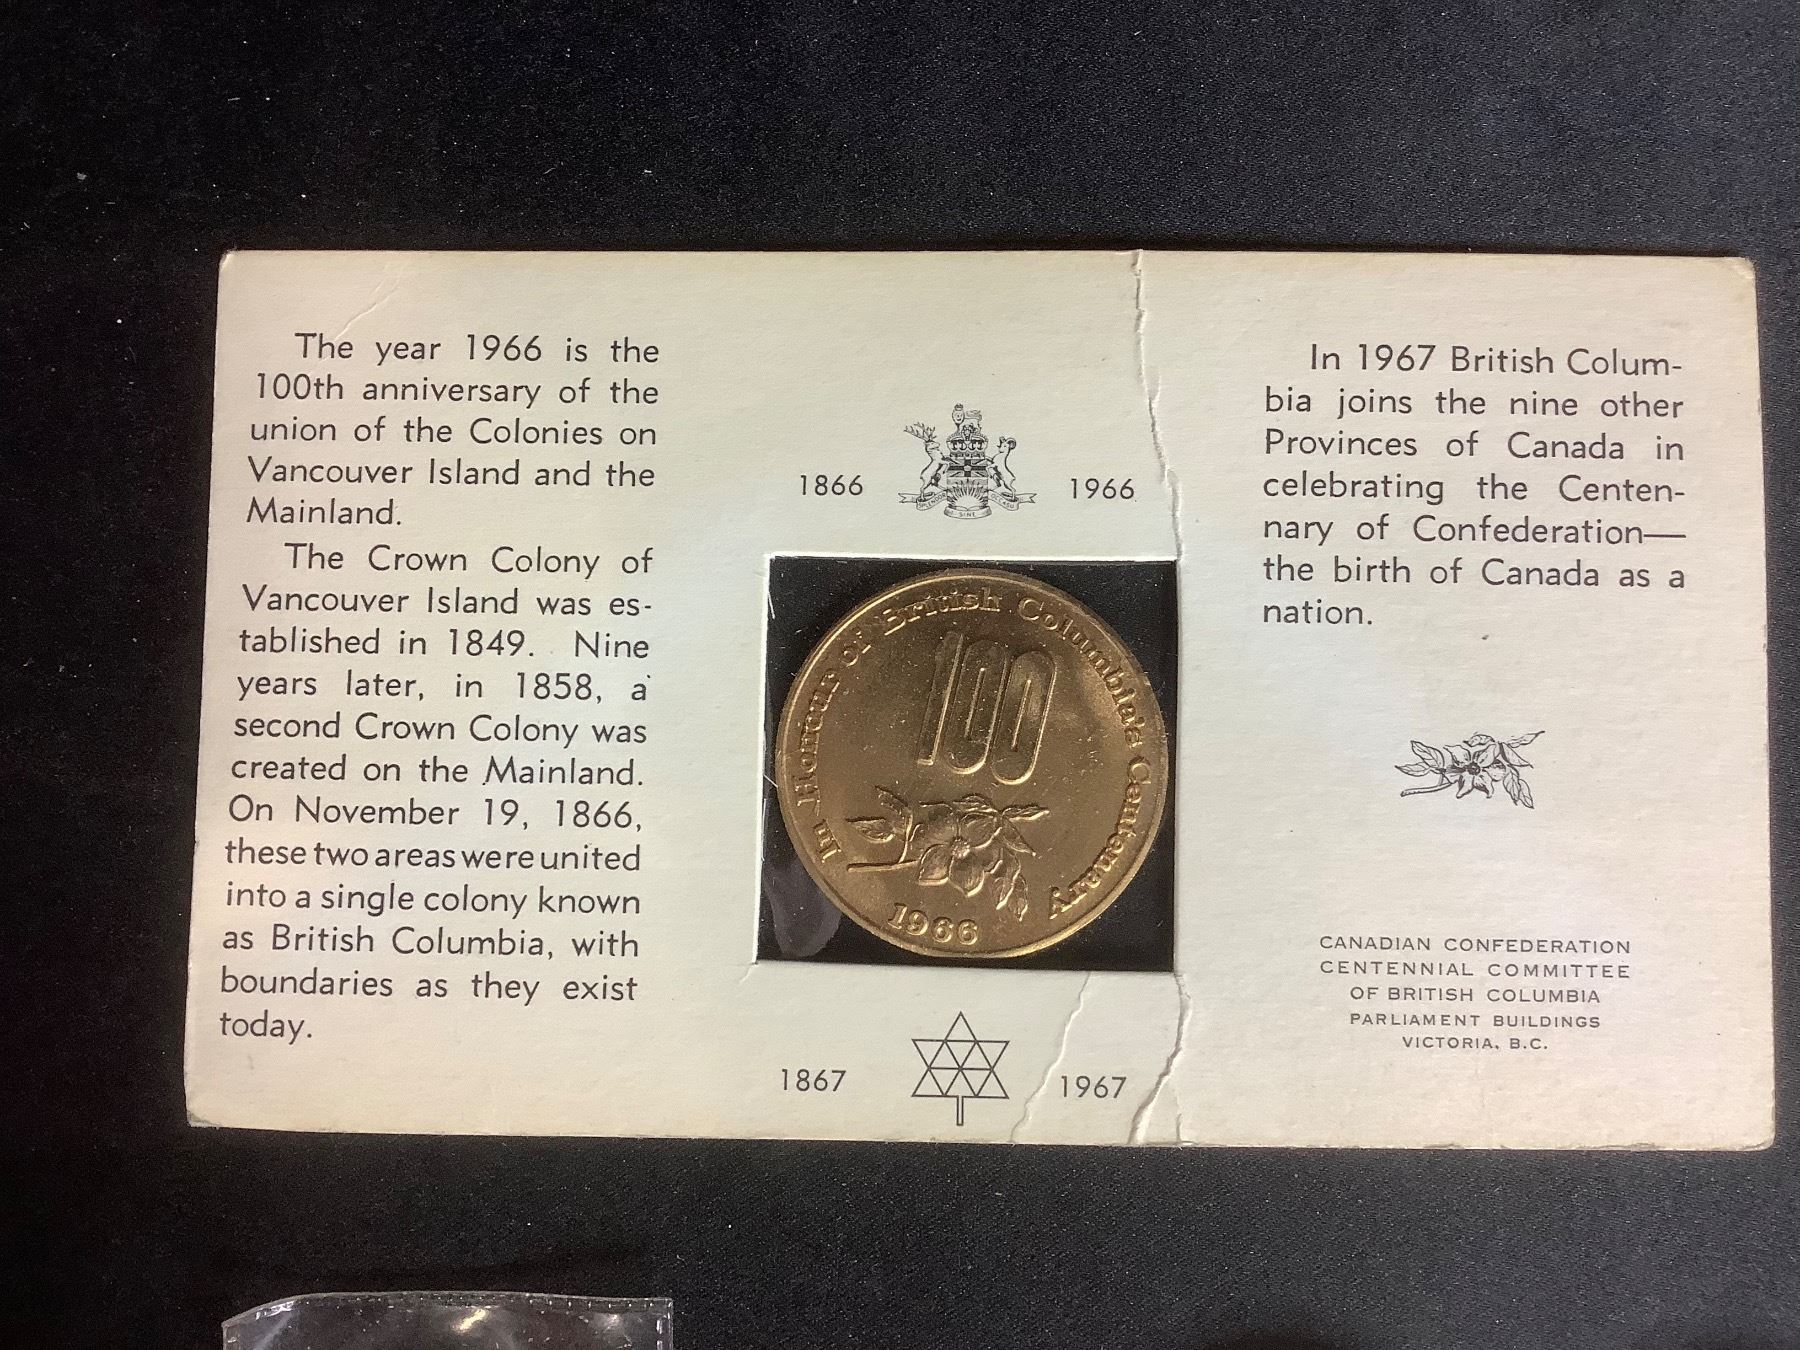 The year 1966 is the
100th anniversary of the
union of the Colonies on
Vancouver Island and the
Mainland.
The Crown Colony of
Vancouver Island was es-
tablished in 1849. Nine
years later, in 1858, a
second Crown Colony was
created on the Mainland.
On November 19, 1866,
these two areas were united
into a single colony known
as British Columbia, with
boundaries as they exist
today.
1866 1966
SINE
In Honour of British Columbia's Centenary
100
1966
1867 1967
In 1967 British Colum-
bia joins the nine other
Provinces of Canada in
celebrating the Centen-
nary of Confederation—
the birth of Canada as a
nation.
CANADIAN CONFEDERATION
CENTENNIAL COMMITTEE
OF BRITISH COLUMBIA
PARLIAMENT BUILDINGS
VICTORIA, B.C.